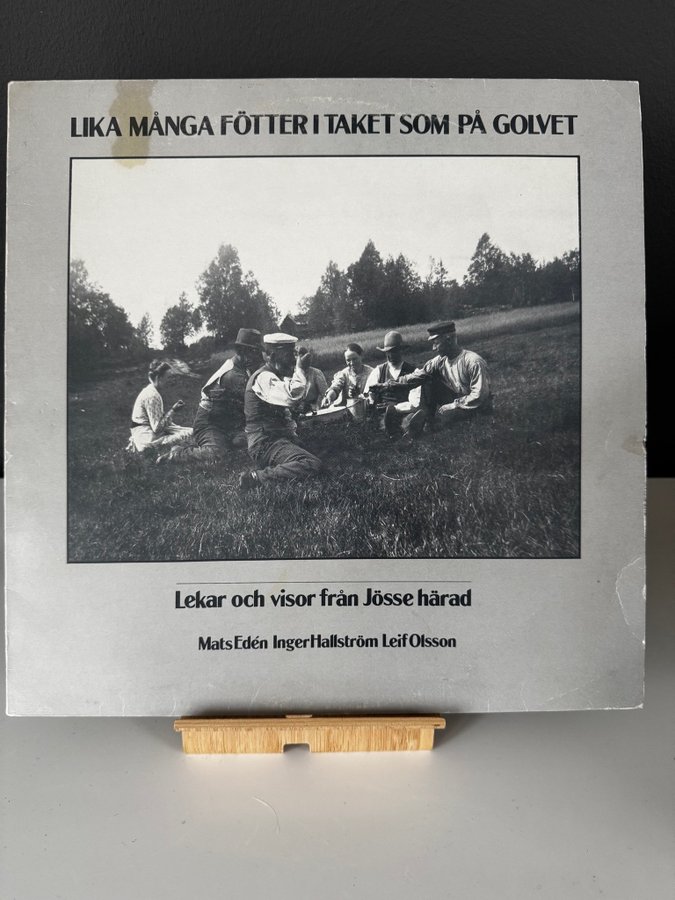 LIKA MÅNGA FÖTTER I TAKET SOM PÅ GOLVET
Lekar och visor från Jösse härad
Mats Edén Inger Hallström Leif Olsson